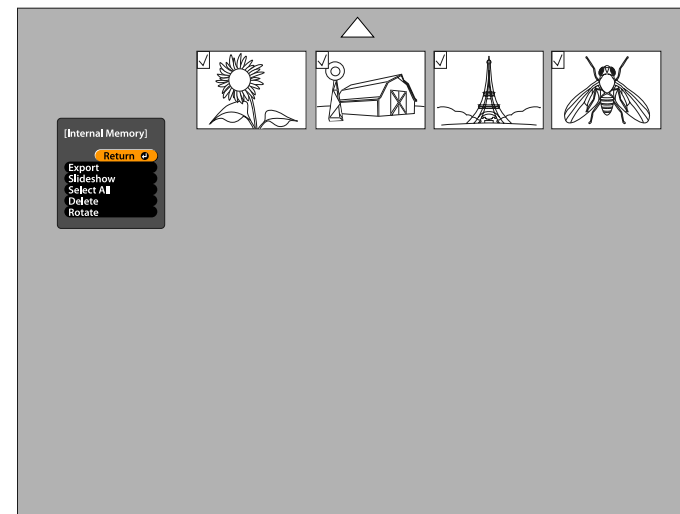 [Internal Memory]
Return
Export
Slideshow
Select All
Delete
Rotate